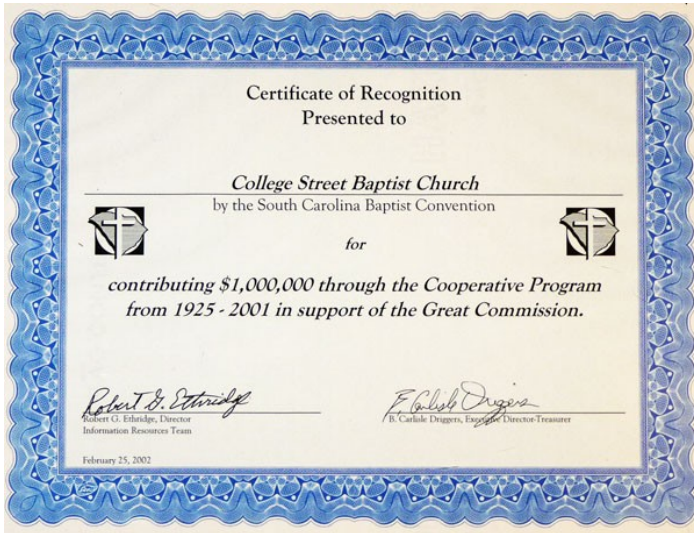 Certificate of Recognition
Presented to
College Street Baptist Church
by the South Carolina Baptist Convention
for
contributing $1,000,000 through the Cooperative Program
from 1925 - 2001 in support of the Great Commission.
Robert G. Ethridge
Robert G. Ethridge, Director
Information Resources Team
February 25, 2002
B. Carlisle Driggers
B. Carlisle Driggers, Executive Director-Treasurer